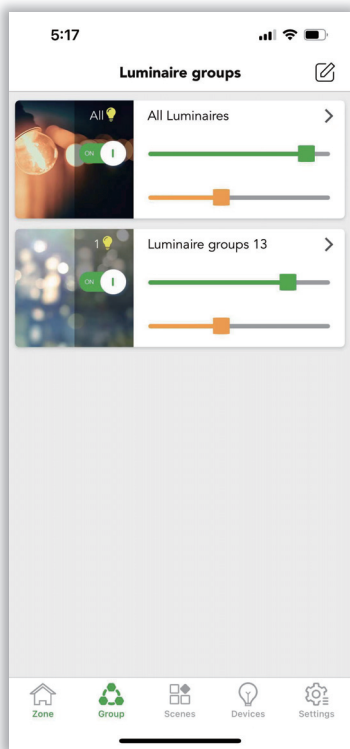 5:17
Luminaire groups
All
All Luminaires
ON
1
Luminaire groups 13
ON
Zone
Group
Scenes
Devices
Settings